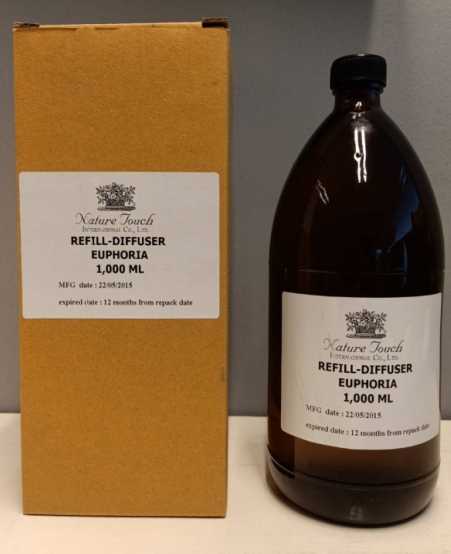 Nature Touch
INTERNATIONAL CO., LTD.
REFILL-DIFFUSER
EUPHORIA
1,000 ML
MFG date : 22/05/2015
expired date : 12 months from repack date
Nature Touch
INTERNATIONAL CO., LTD.
REFILL-DIFFUSER
EUPHORIA
1,000 ML
MFG date : 22/05/2015
expired date : 12 months from repack date